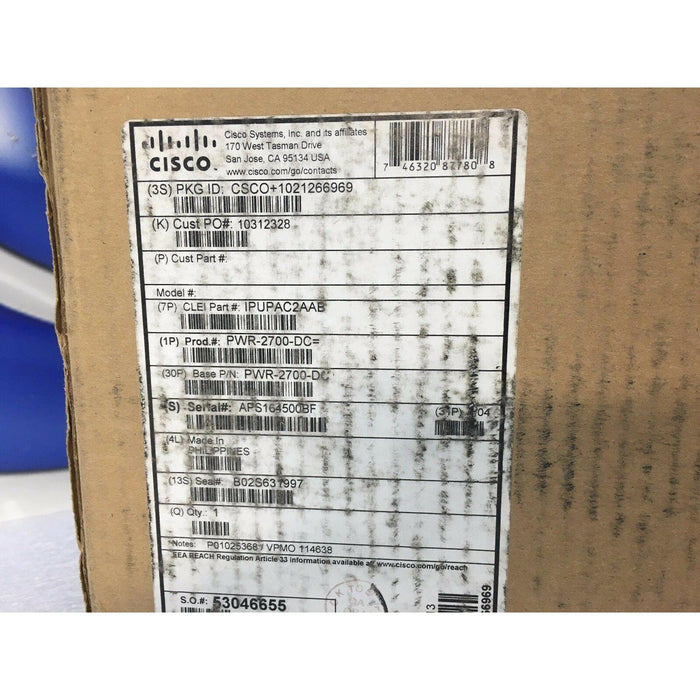 CISCO
Cisco Systems, Inc. and its affiliates
170 West Tasman Drive
San Jose, CA 95134 USA
www.cisco.com/go/contacts
7 46320 87780 8
(3S) PKG ID: CSCO+1021266969
(K) Cust PO#: 10312328
(P) Cust Part#:
Model #:
(7P) CLEI Part #: IPUPAC2AAB
(1P) Prod.#: PWR-2700-DC=
(30P) Base P/N: PWR-2700-DC
(S) Serial#: APS164500BF
(31P)
04
(4L) Made In
PHILIPPINES
(13S) Seal#: B02S631997
(Q) Qty.: 1
Notes: P01025368 / VPMO 114638
EEA REACH Regulation Article 33 information available at: www.cisco.com/go/reach
S.O.#: 53046655